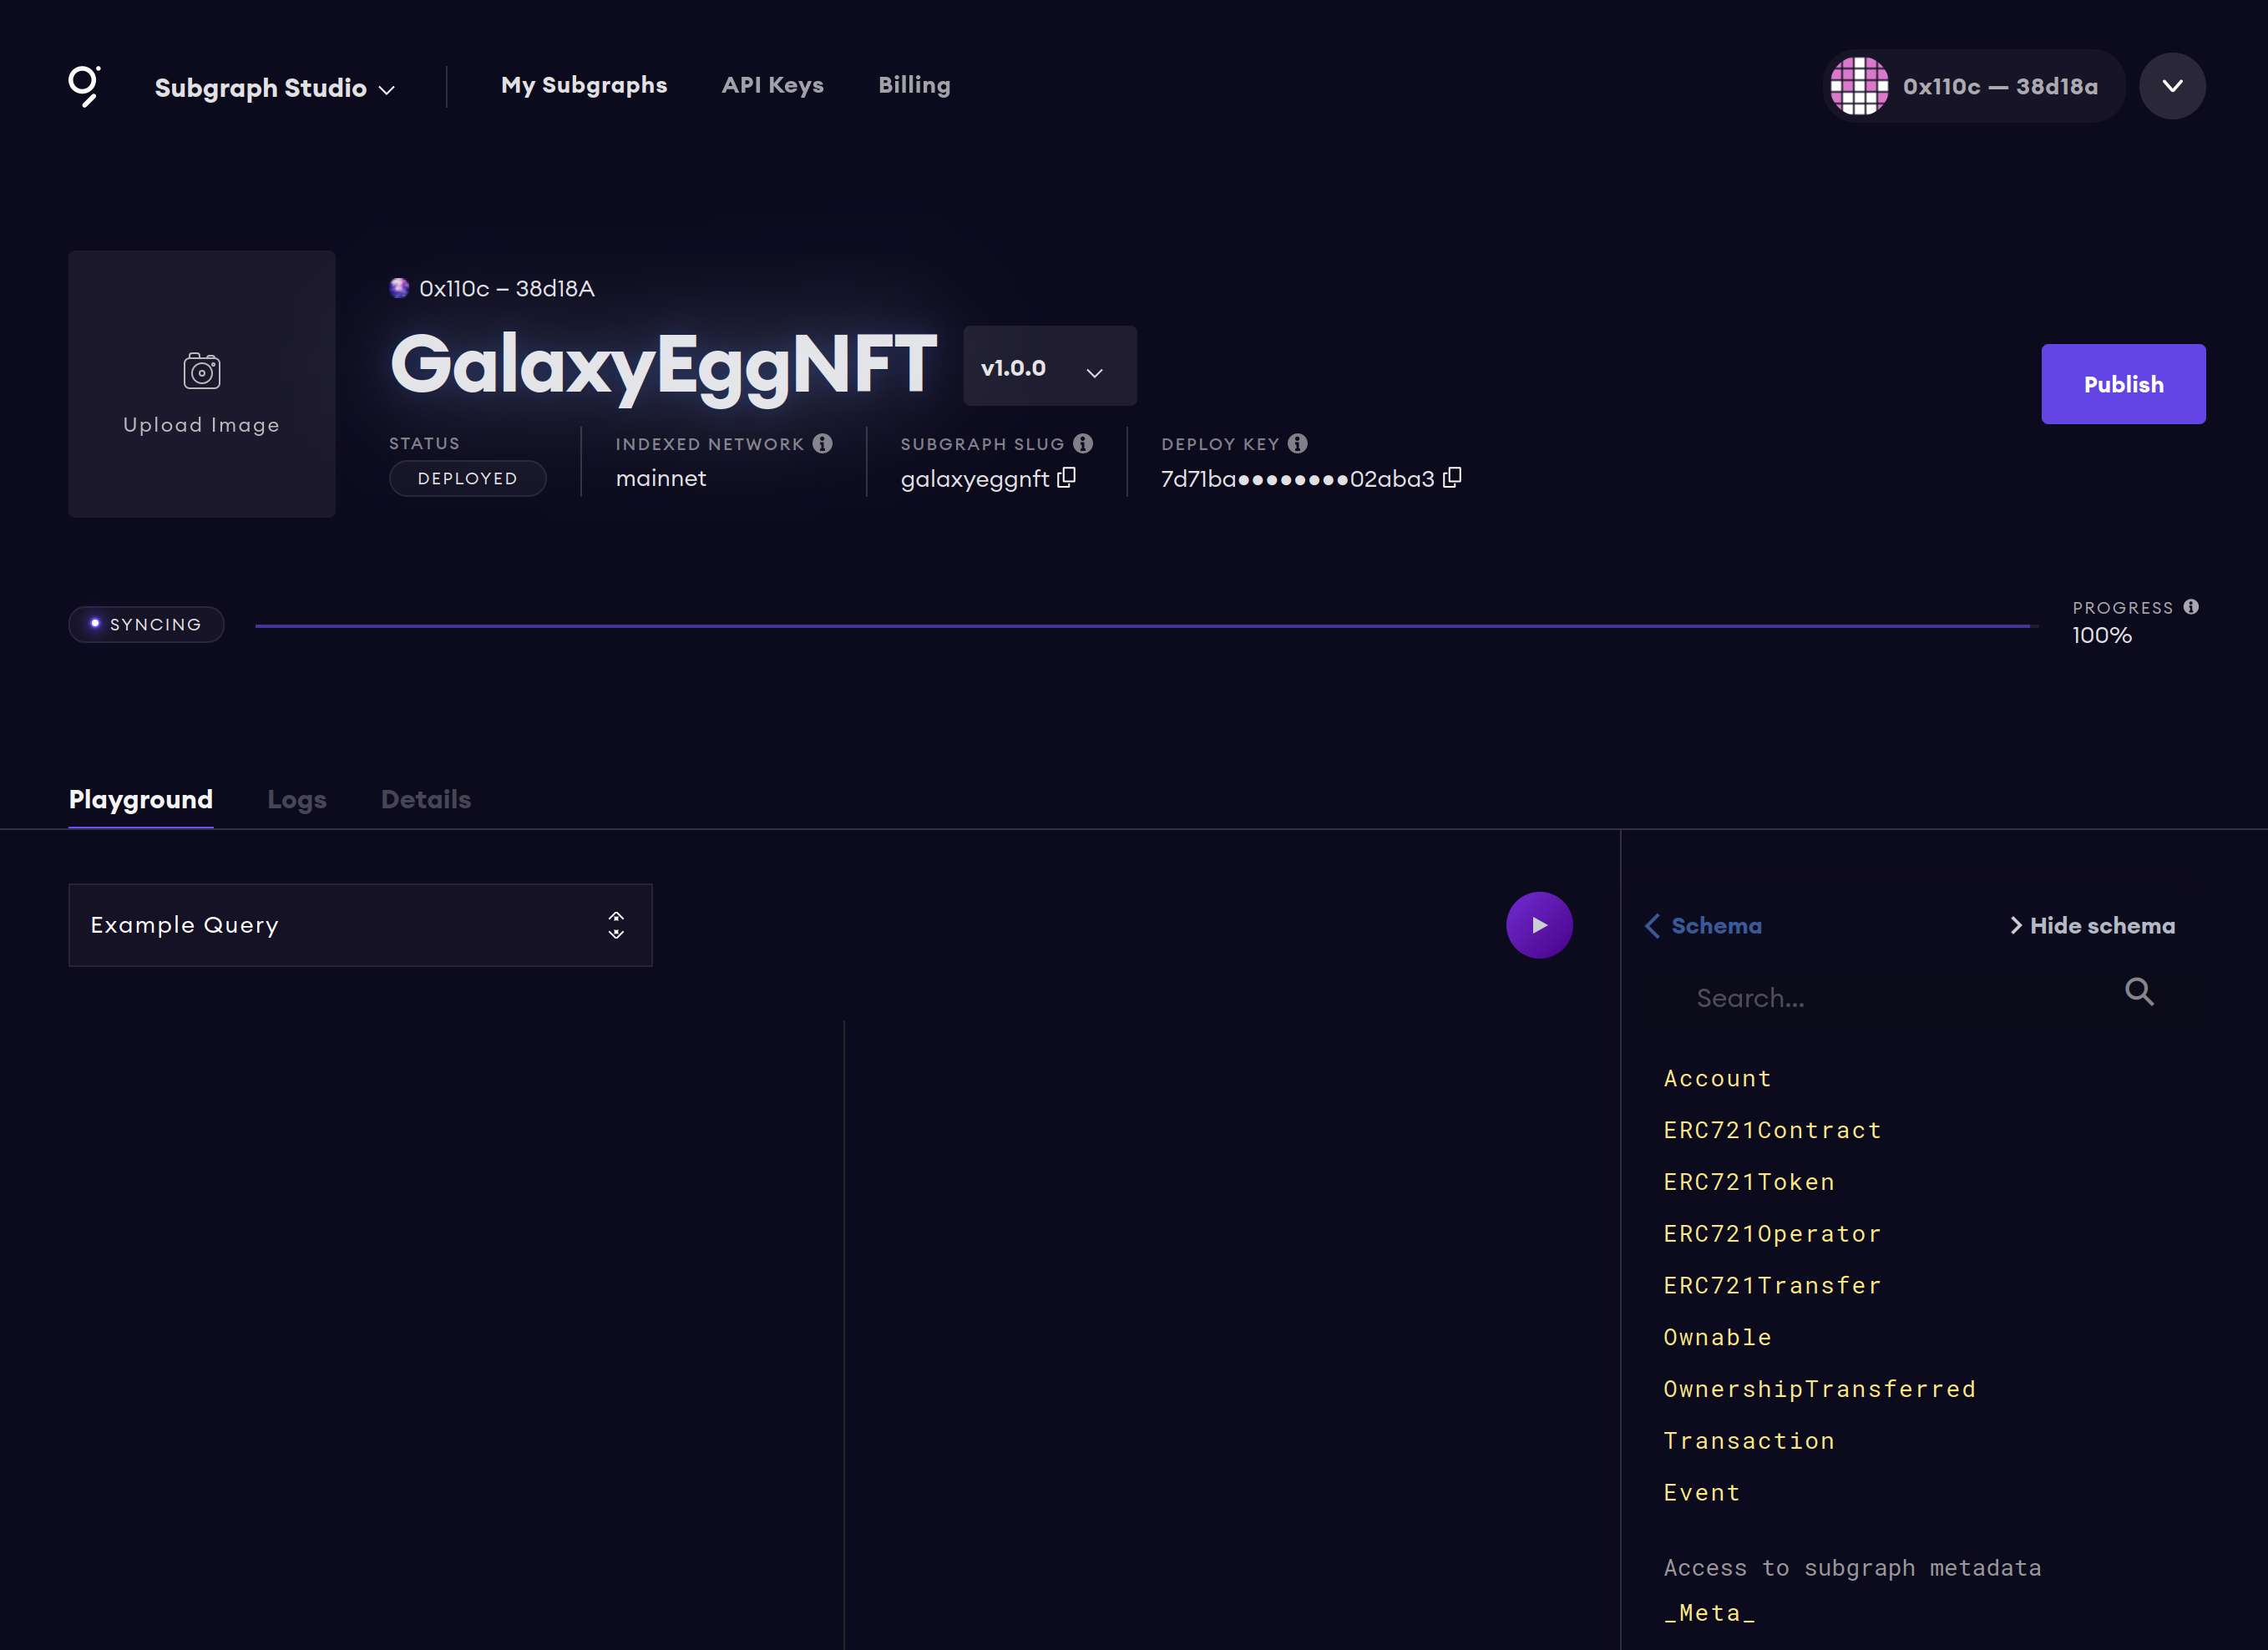 Subgraph Studio
My Subgraphs
API Keys
Billing
0x110c — 38d18a
Upload Image
0x110c – 38d18A
GalaxyEggNFT
v1.0.0
Publish
STATUS
DEPLOYED
INDEXED NETWORK
mainnet
SUBGRAPH SLUG
galaxyeggnft
DEPLOY KEY
7d71ba●●●●●●●●02aba3
SYNCING
PROGRESS
100%
Playground
Logs
Details
Example Query
Schema
Hide schema
Search...
Account
ERC721Contract
ERC721Token
ERC721Operator
ERC721Transfer
Ownable
OwnershipTransferred
Transaction
Event
Access to subgraph metadata
_Meta_